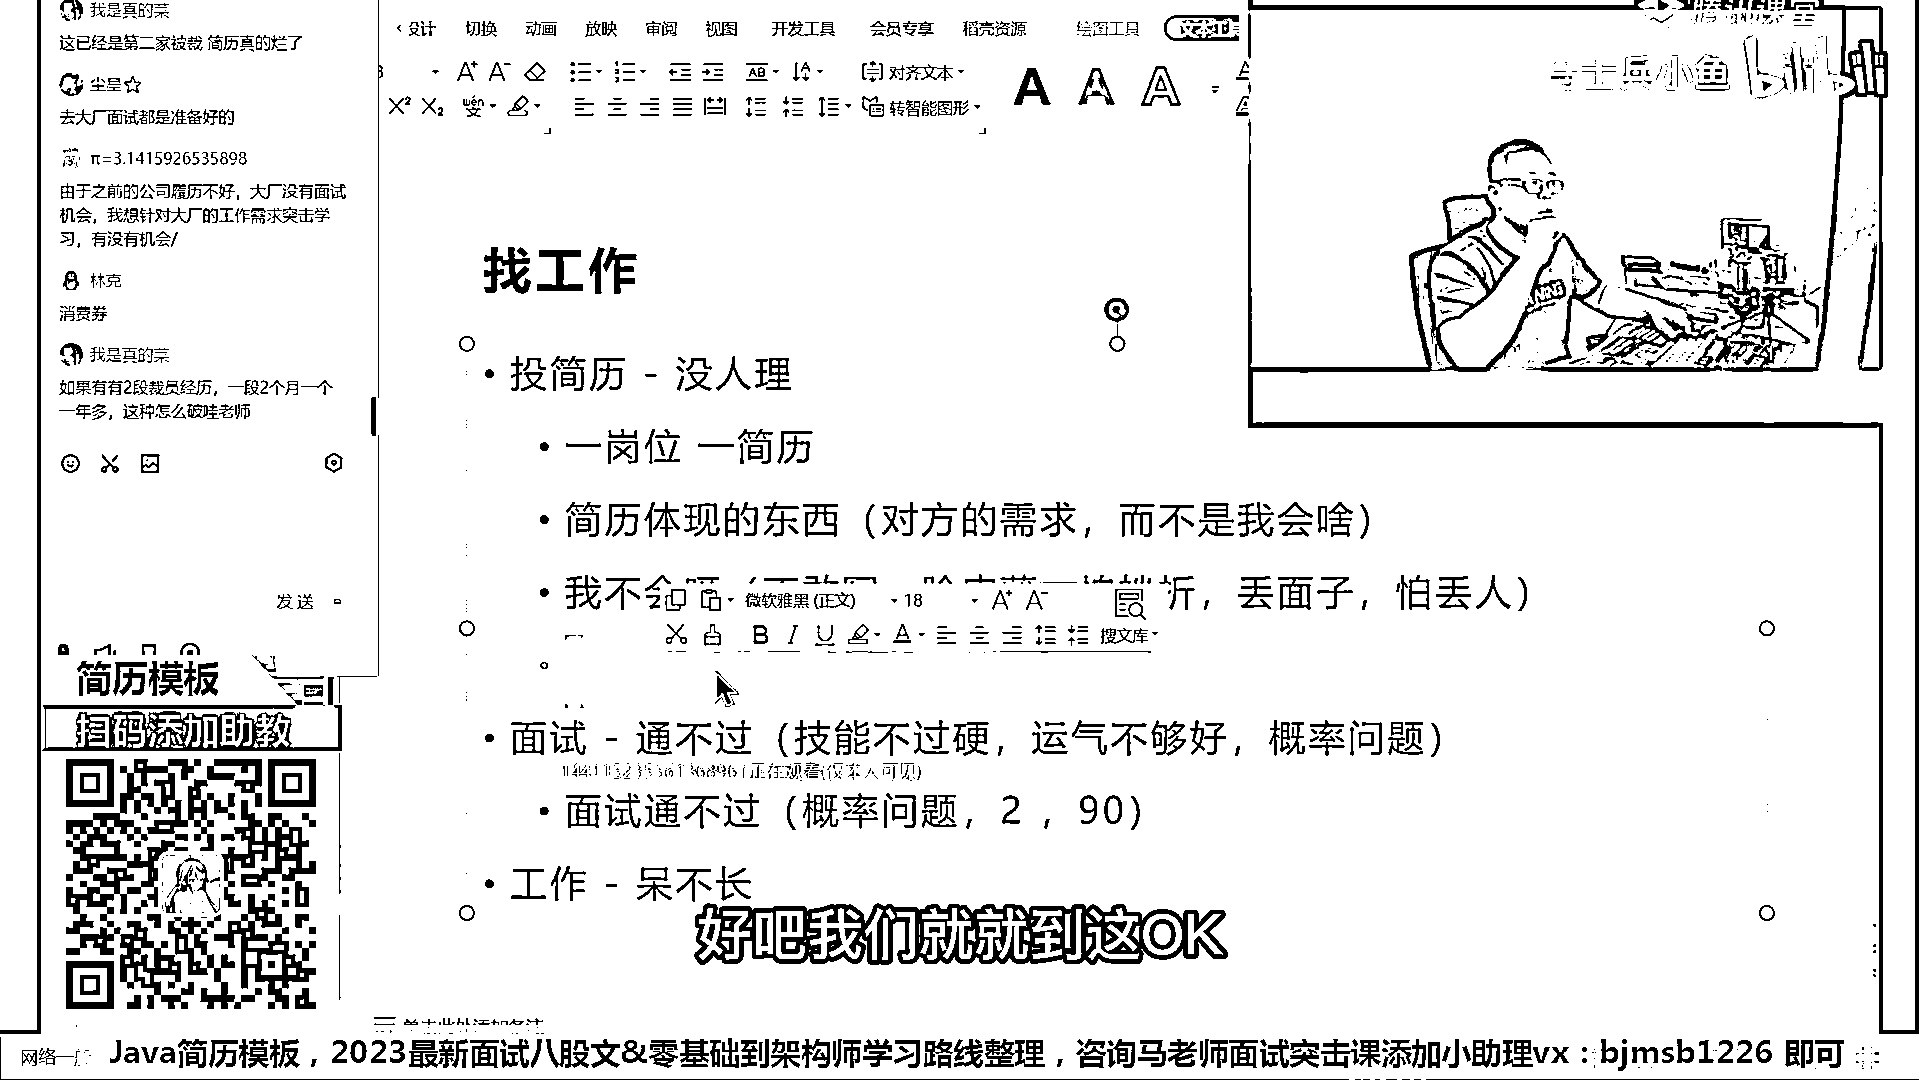 我是真的菜
这已经是第二家被裁 简历真的烂了
尘星☆
去大厂面试都是准备好的
π=3.1415926535898
由于之前的公司履历不好，大厂没有面试
机会，我想针对大厂的工作需求突击学
习，有没有机会/
林克
消费券
我是真的菜
如果有有2段裁员经历，一段2个月一个
一年多，这种怎么破哇老师
发送
简历模板
扫码添加助教
设计 切换 动画 放映 审阅 视图 开发工具 会员专享 稻壳资源 绘图工具 文本工具
对齐文本
转智能图形
A A A
马士兵小鱼 bilibili
找工作
• 投简历 - 没人理
• 一岗位 一简历
• 简历体现的东西（对方的需求，而不是我会啥）
• 我不会
折，丢面子，怕丢人）
微软雅黑 (正文) 18
B I U A 搜文库
• 面试 - 通不过（技能不过硬，运气不够好，概率问题）
正在观看(仅本人可见)
• 面试通不过（概率问题，2 ，90）
• 工作 - 呆不长
好吧我们就就到这OK
单击此处添加备注
Java简历模板，2023最新面试八股文&零基础到架构师学习路线整理，咨询马老师面试突击课添加小助理vx：bjmsb1226 即可